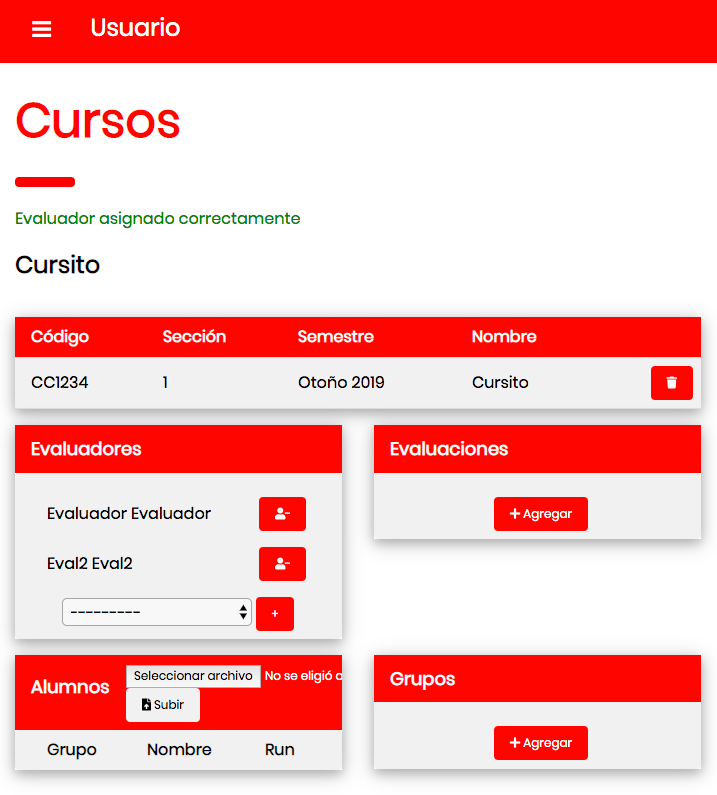 Usuario
Cursos
Evaluador asignado correctamente
Cursito
Código Sección Semestre Nombre
CC1234 1 Otoño 2019 Cursito
Evaluadores
Evaluador Evaluador
Eval2 Eval2
---------
+
Evaluaciones
+ Agregar
Alumnos
Seleccionar archivo No se eligió a
Subir
Grupo Nombre Run
Grupos
+ Agregar